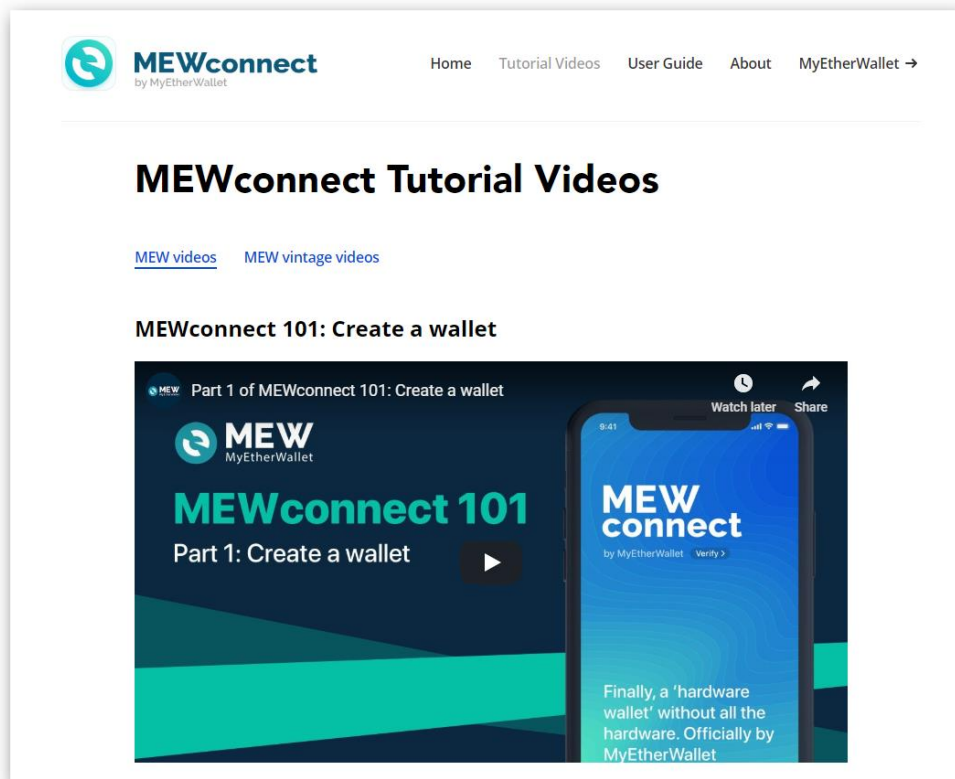 MEWconnect
by MyEtherWallet
Home Tutorial Videos User Guide About MyEtherWallet →
MEWconnect Tutorial Videos
MEW videos MEW vintage videos
MEWconnect 101: Create a wallet
MEW Part 1 of MEWconnect 101: Create a wallet
Watch later Share
MEW
MyEtherWallet
MEWconnect 101
Part 1: Create a wallet
9:41
MEW
connect
by MyEtherWallet Verify >
Finally, a ‘hardware
wallet’ without all the
hardware. Officially by
MyEtherWallet